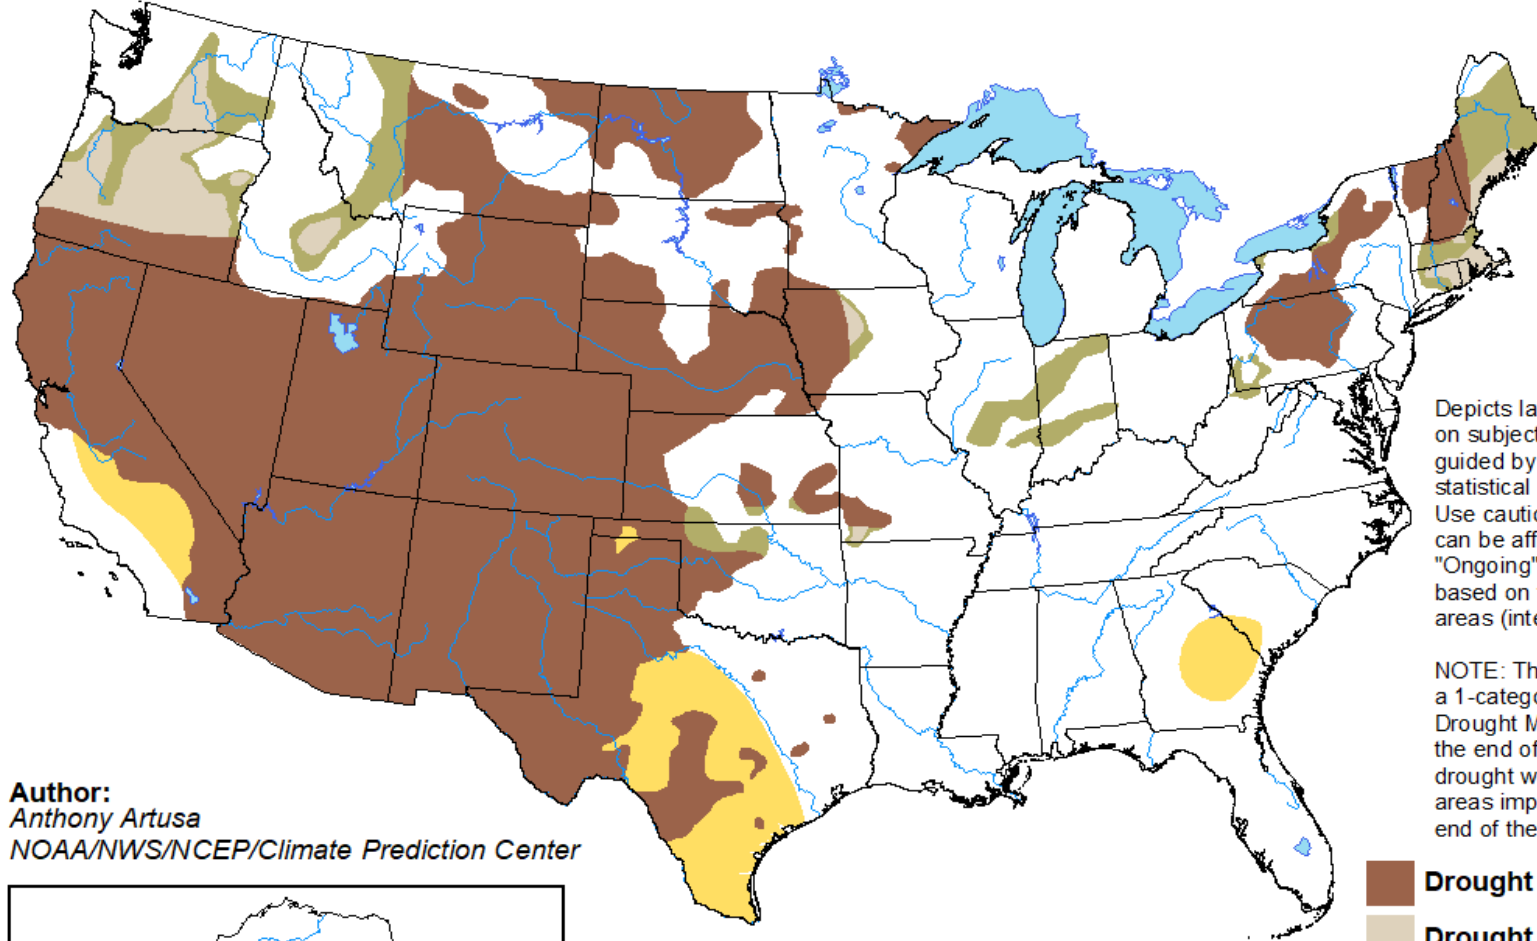 Depicts la
on subject
guided by
statistical
Use cautio
can be aff
"Ongoing"
based on
areas (inte
NOTE: Th
a 1-catego
Drought M
the end of
drought w
areas imp
end of the
Author:
Anthony Artusa
NOAA/NWS/NCEP/Climate Prediction Center
Drought
Drought